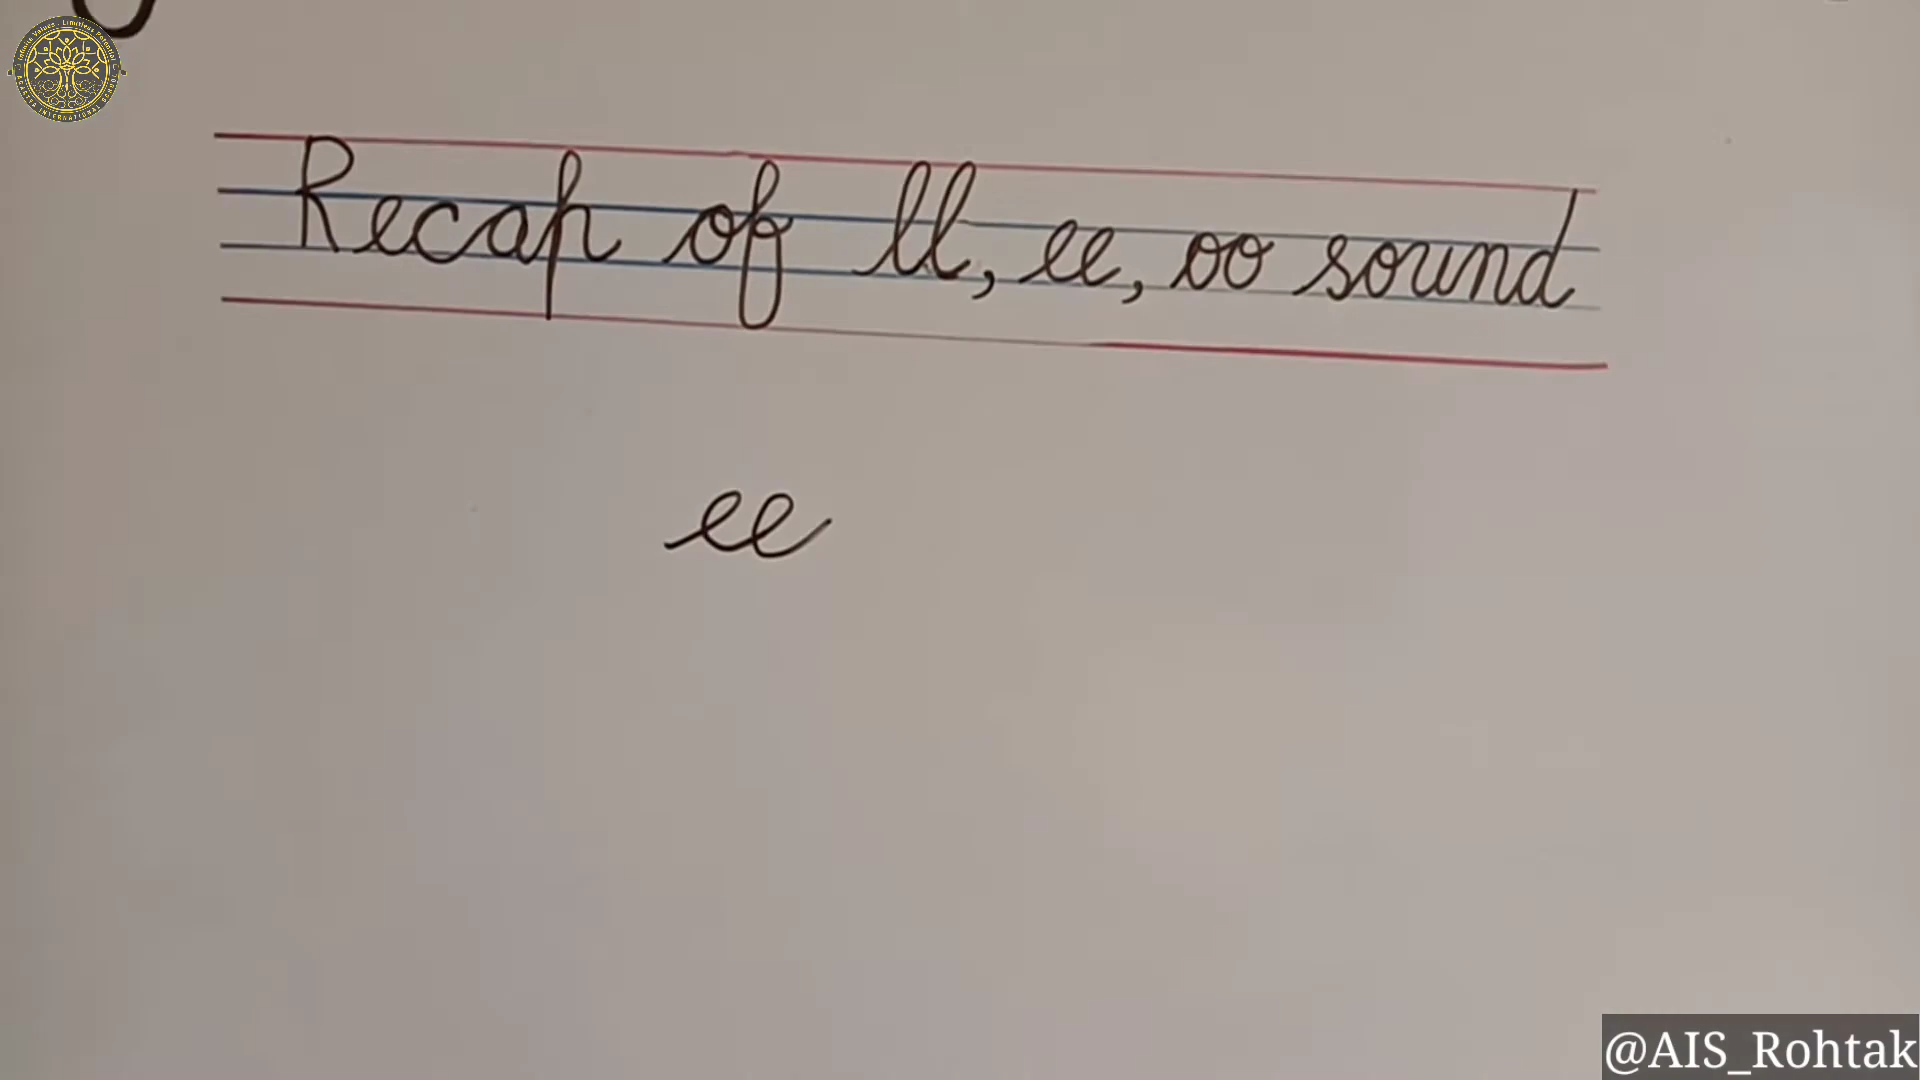 Recap of ll, ee, oo sound
ee
@AIS_Rohtak